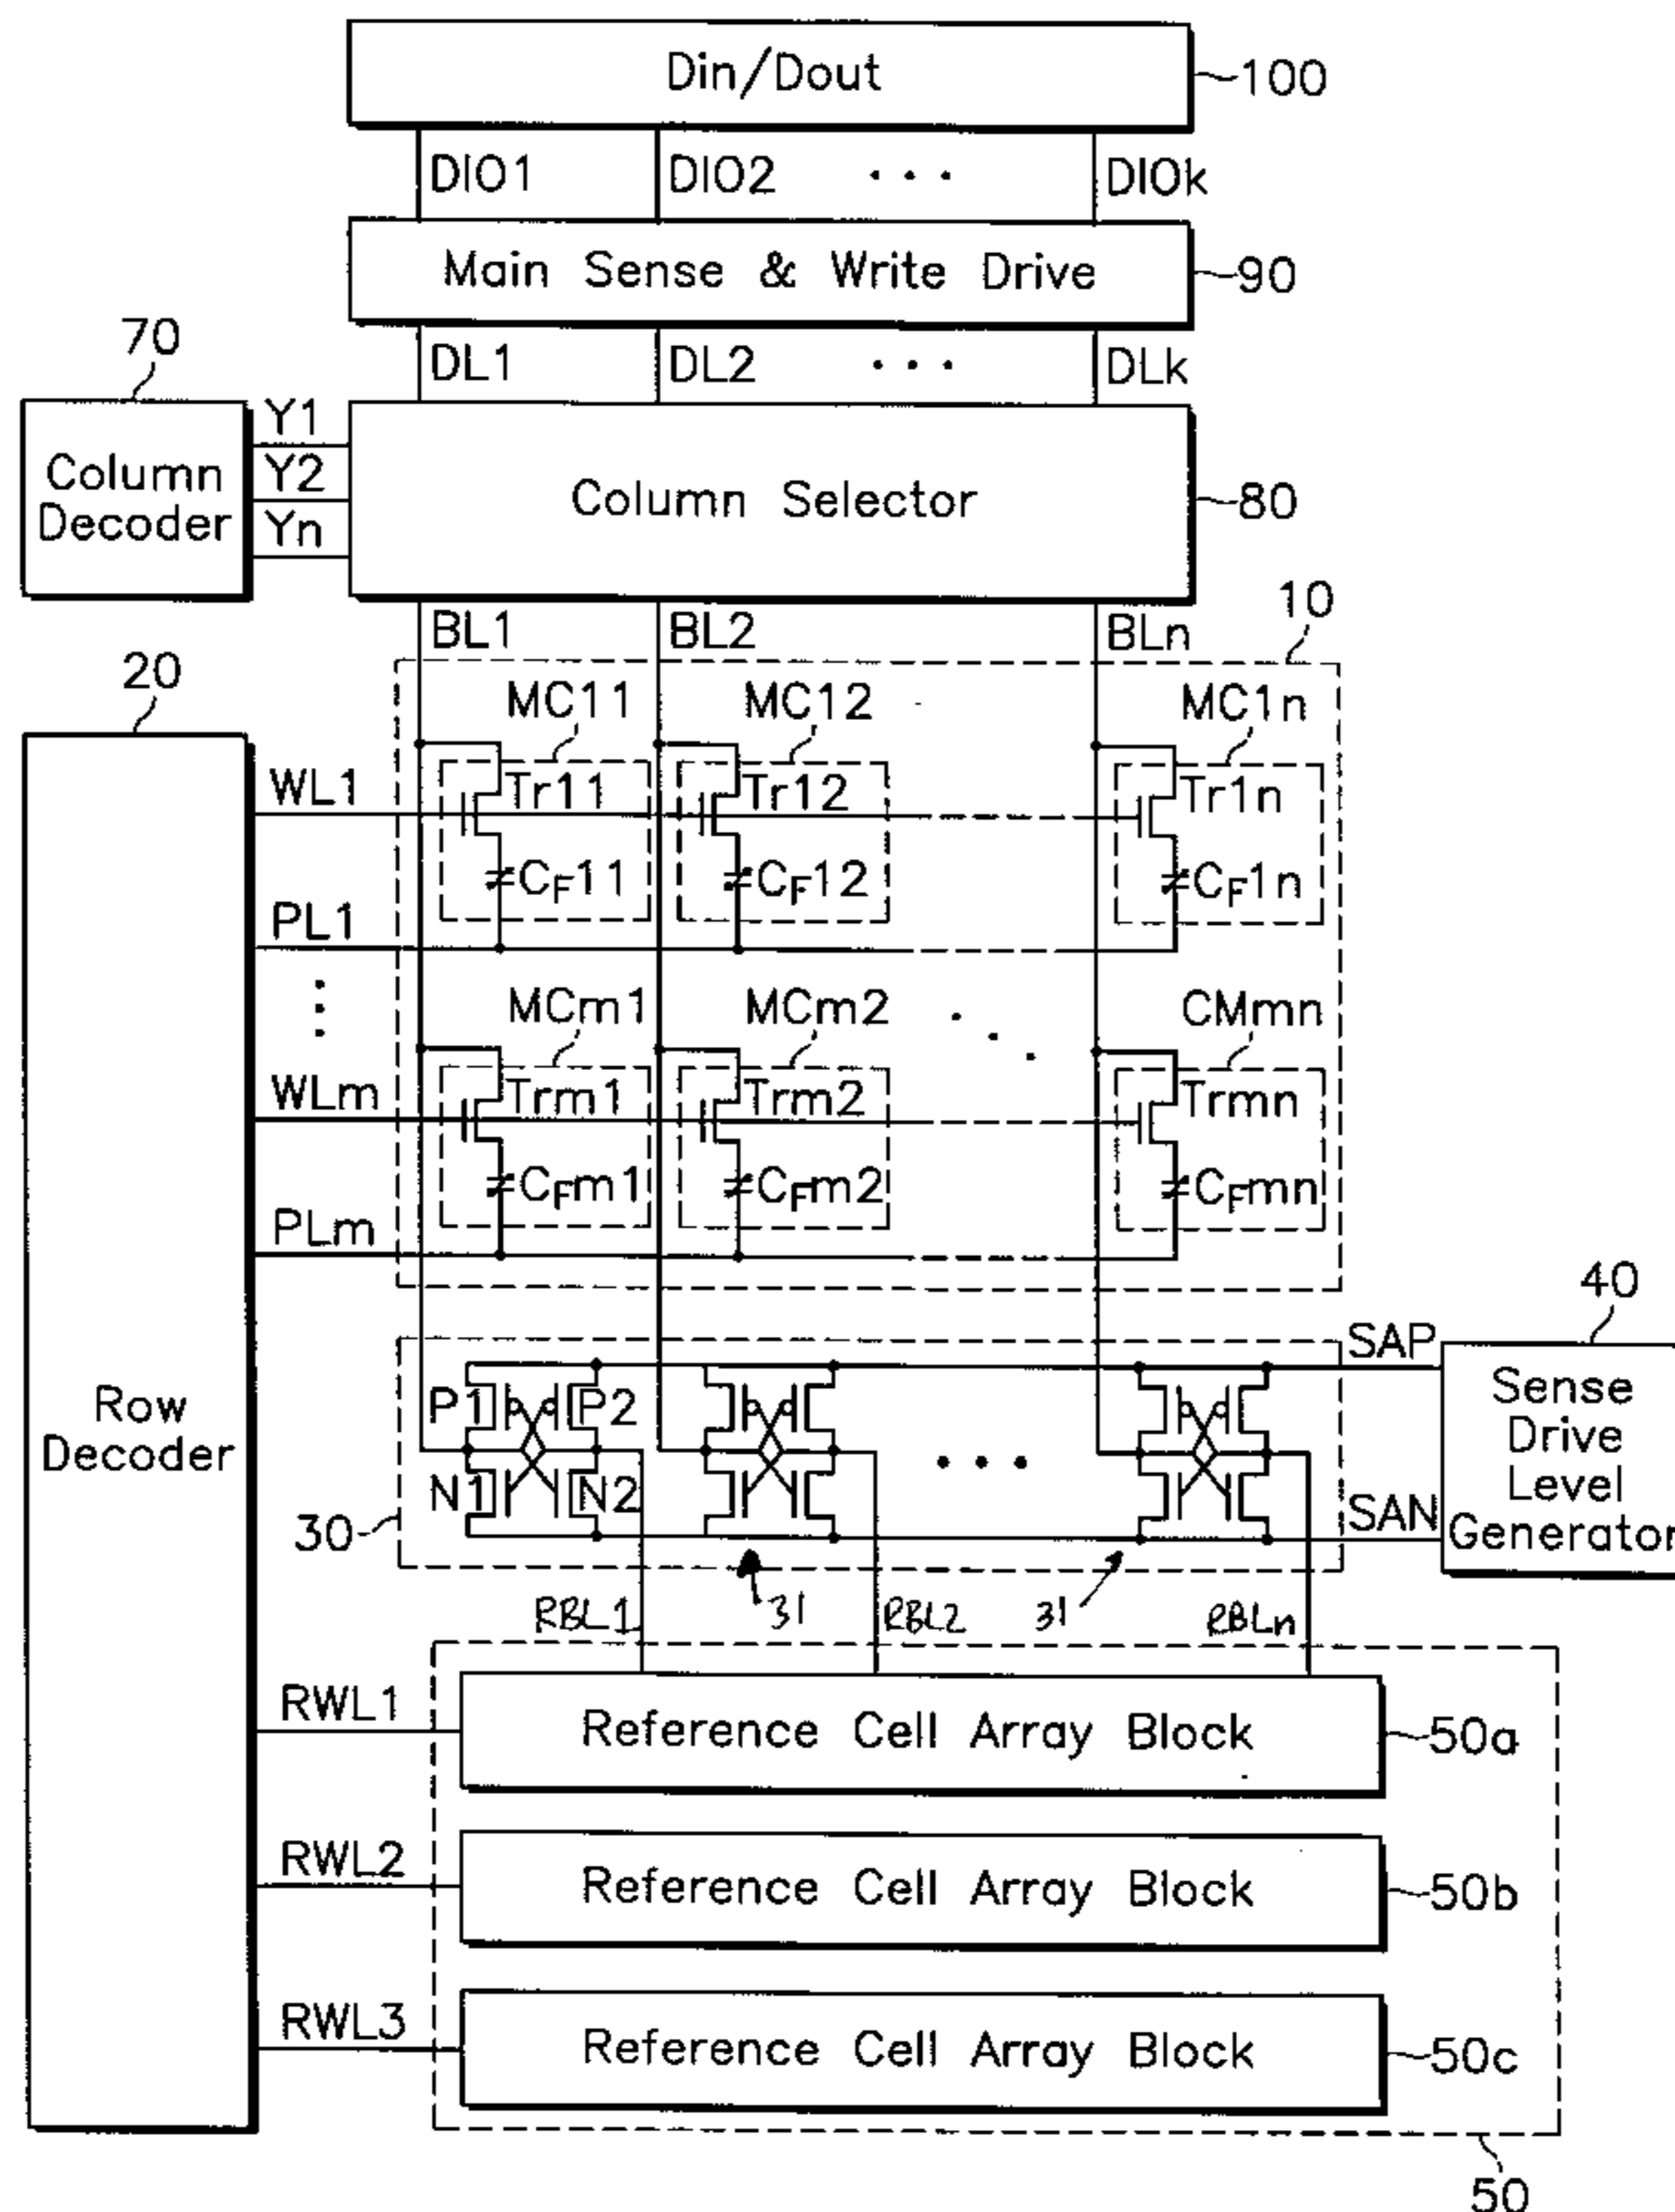 Din/Dout
100
DIO1
DIO2
...
DIOk
Main Sense & Write Drive
90
70
DL1
DL2
...
DLk
Column
Decoder
Y1
Y2
Yn
Column Selector
80
10
BL1
BL2
BLn
20
MC11
MC12
MC1n
WL1
Tr11
Tr12
Tr1n
CF11
CF12
CF1n
PL1
MCm1
MCm2
CMmn
WLm
Trm1
Trm2
Trmn
CFm1
CFm2
CFmn
PLm
40
SAP
Row
Decoder
P1
P2
N1
N2
...
Sense
Drive
Level
Generator
SAN
30
31
31
RBL1
RBL2
RBLn
RWL1
Reference Cell Array Block
50a
RWL2
Reference Cell Array Block
50b
RWL3
Reference Cell Array Block
50c
50